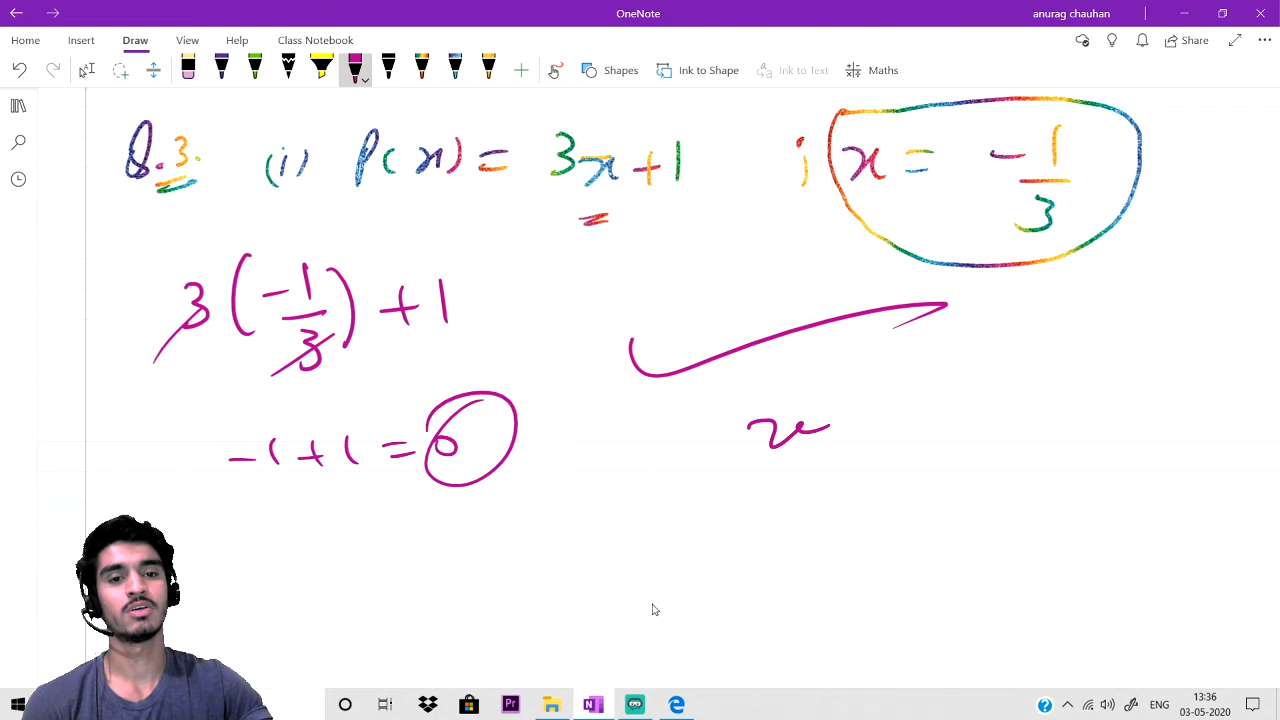 OneNote
anurag chauhan
Home Insert Draw View Help Class Notebook
Share
Shapes Ink to Shape Ink to Text Maths
Q.3. (i) p(x) = 3x+1 ; x = -1/3
3(-1/3) + 1
-1+1 = 0
ENG
13:36
03-05-2020